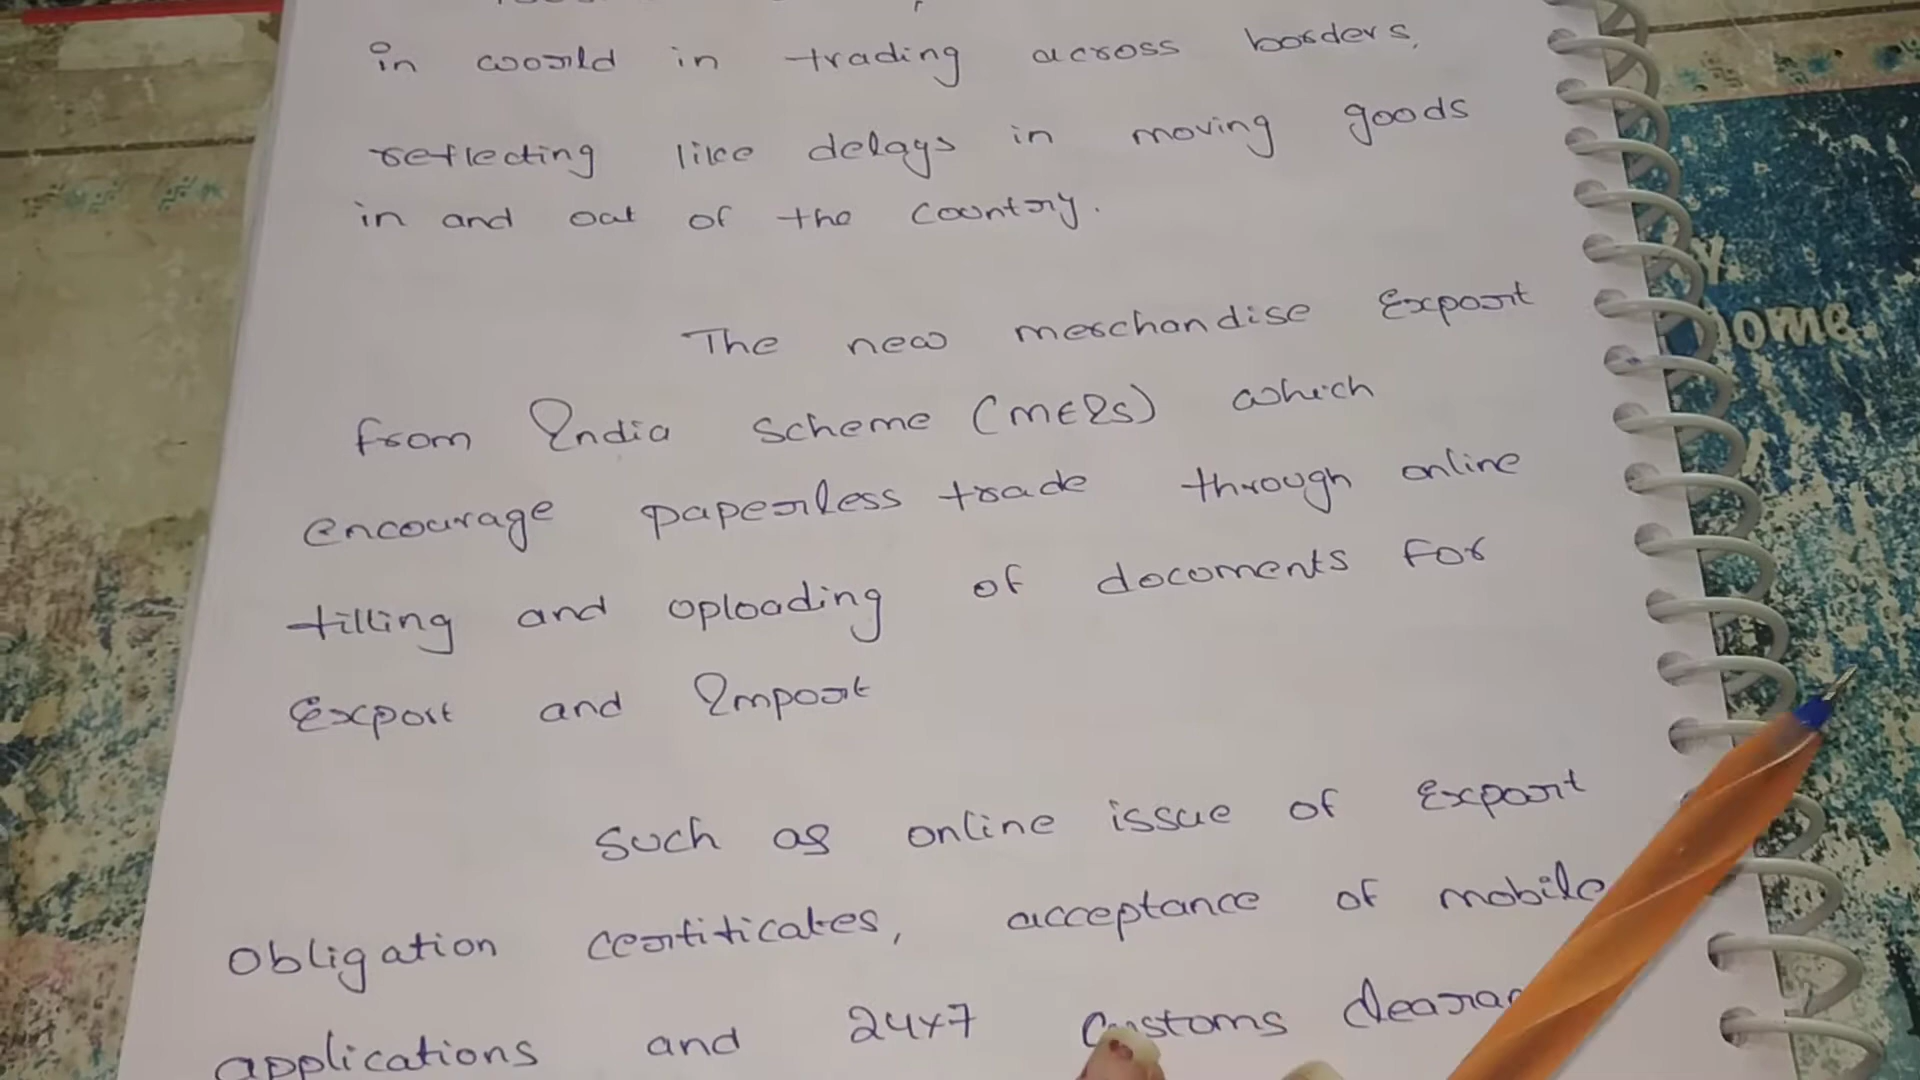 in world in trading across borders,
reflecting like delays in moving goods
in and out of the country.
The new merchandise Export
from India Scheme (MEIS) which
encourage paperless trade through online
filling and uploading of documents for
Export and Import
Such as online issue of Export
Obligation certificates, acceptance of mobile
applications and 24x7 Customs
home.